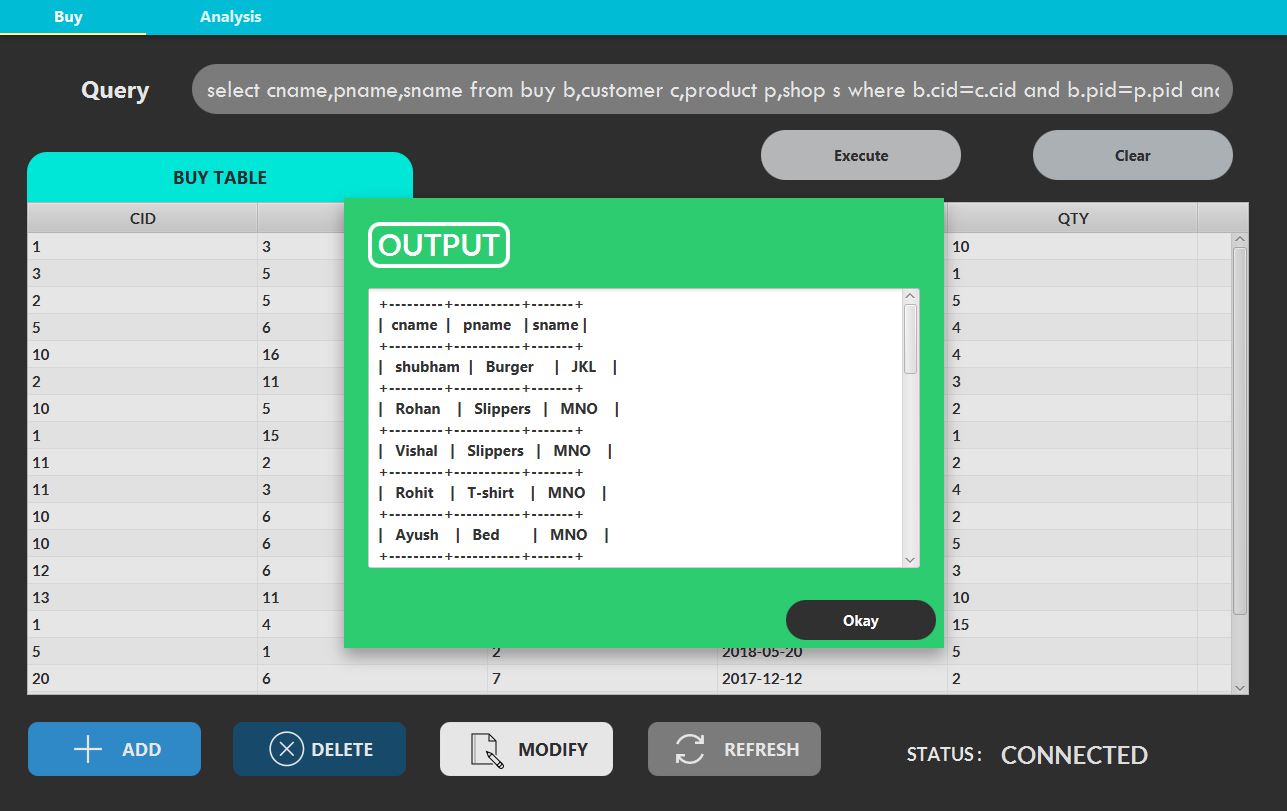 Buy Analysis
Query select cname,pname,sname from buy b,customer c,product p,shop s where b.cid=c.cid and b.pid=p.pid and
Execute Clear
BUY TABLE
CID QTY
1 3 10
3 5 1
2 5 5
5 6 4
10 16 4
2 11 3
10 5 2
1 15 1
11 2 2
11 3 4
10 6 2
10 6 5
12 6 3
13 11 10
1 4 15
5 1 2 2018-05-20 5
20 6 7 2017-12-12 2
OUTPUT
+---------+-----------+-------+
| cname | pname | sname |
+---------+-----------+-------+
| shubham | Burger | JKL |
+---------+-----------+-------+
| Rohan | Slippers | MNO |
+---------+-----------+-------+
| Vishal | Slippers | MNO |
+---------+-----------+-------+
| Rohit | T-shirt | MNO |
+---------+-----------+-------+
| Ayush | Bed | MNO |
+---------+-----------+-------+
Okay
ADD DELETE MODIFY REFRESH STATUS : CONNECTED